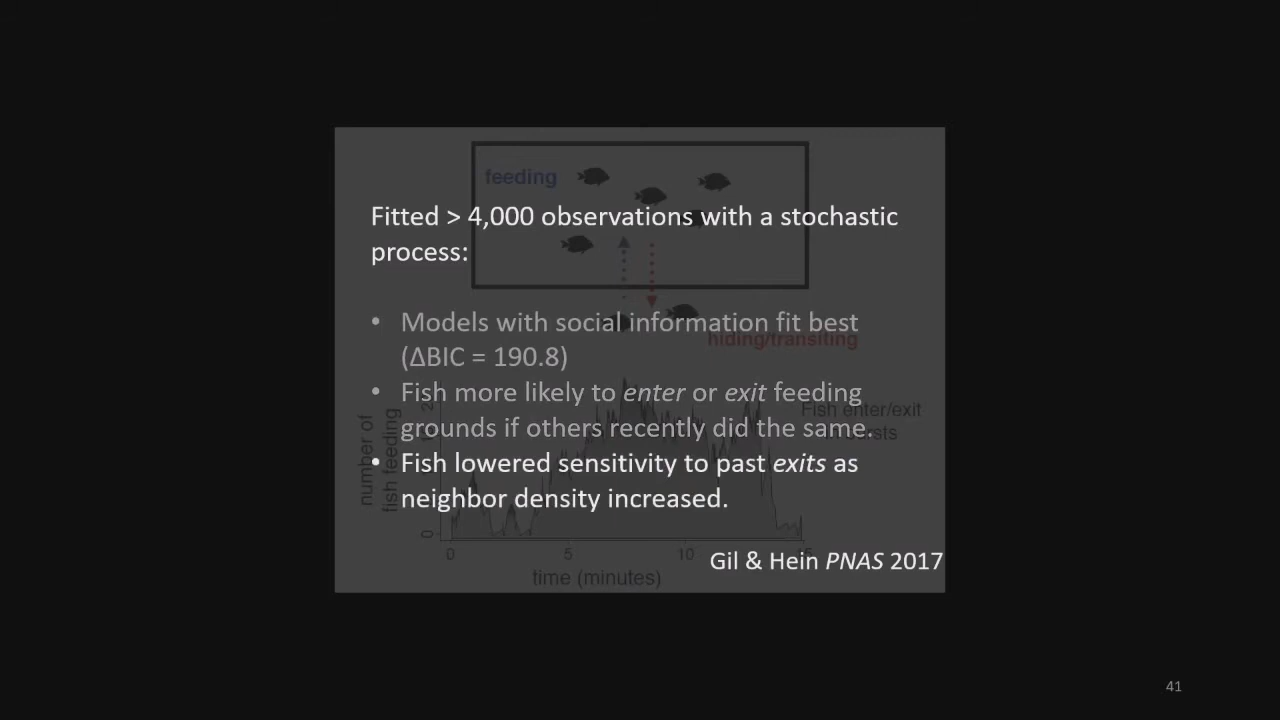 feeding
Fitted > 4,000 observations with a stochastic
process:
• Models with social information fit best
(ΔBIC = 190.8)
hiding/transiting
• Fish more likely to enter or exit feeding
grounds if others recently did the same.
• Fish lowered sensitivity to past exits as
neighbor density increased.
Fish enter/exit
number of
fish feeding
0
0
5
10
time (minutes)
Gil & Hein PNAS 2017
41